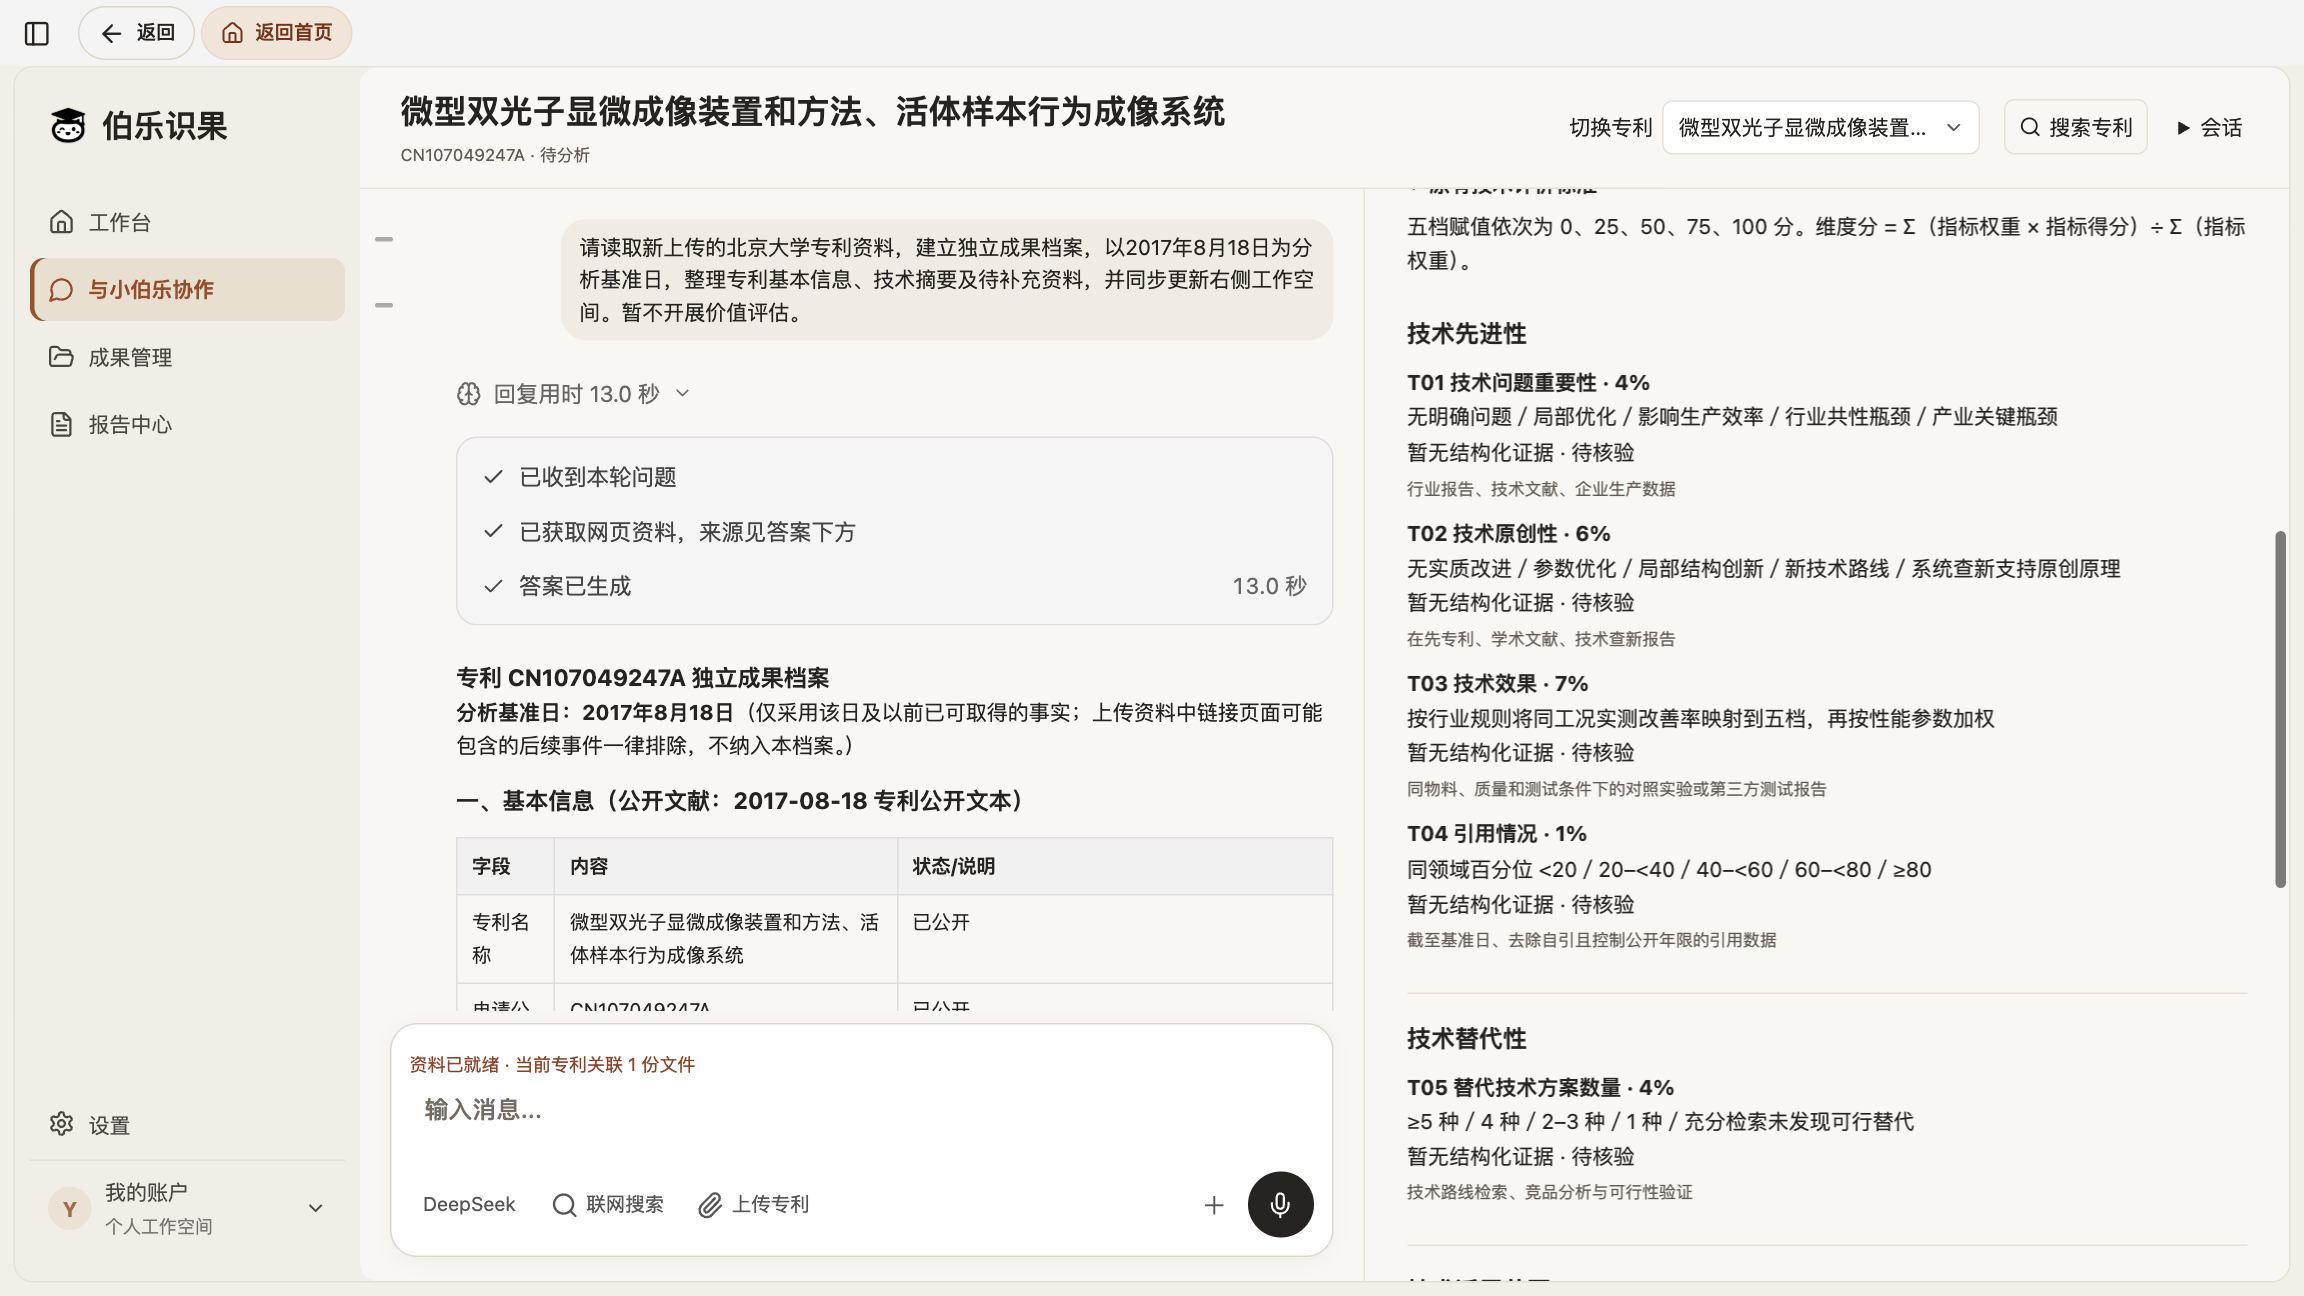 返回
返回首页
伯乐识果
工作台
与小伯乐协作
成果管理
报告中心
设置
Y
我的账户
个人工作空间
微型双光子显微成像装置和方法、活体样本行为成像系统
CN107049247A · 待分析
切换专利
微型双光子显微成像装置...
搜索专利
会话
请读取新上传的北京大学专利资料，建立独立成果档案，以2017年8月18日为分
析基准日，整理专利基本信息、技术摘要及待补充资料，并同步更新右侧工作空
间。暂不开展价值评估。
回复用时 13.0 秒
已收到本轮问题
已获取网页资料，来源见答案下方
答案已生成
13.0 秒
专利 CN107049247A 独立成果档案
分析基准日：2017年8月18日（仅采用该日及以前已可取得的事实；上传资料中链接页面可能
包含的后续事件一律排除，不纳入本档案。）
一、基本信息（公开文献：2017-08-18 专利公开文本）
字段 内容 状态/说明
专利名
称
微型双光子显微成像装置和方法、活
体样本行为成像系统
已公开
申请公 CN107049247A 已公开
资料已就绪 · 当前专利关联 1 份文件
输入消息...
DeepSeek 联网搜索 上传专利
原有技术评价标准
五档赋值依次为 0、25、50、75、100 分。维度分 = Σ（指标权重 × 指标得分）÷ Σ（指标
权重）。
技术先进性
T01 技术问题重要性 · 4%
无明确问题 / 局部优化 / 影响生产效率 / 行业共性瓶颈 / 产业关键瓶颈
暂无结构化证据 · 待核验
行业报告、技术文献、企业生产数据
T02 技术原创性 · 6%
无实质改进 / 参数优化 / 局部结构创新 / 新技术路线 / 系统查新支持原创原理
暂无结构化证据 · 待核验
在先专利、学术文献、技术查新报告
T03 技术效果 · 7%
按行业规则将同工况实测改善率映射到五档，再按性能参数加权
暂无结构化证据 · 待核验
同物料、质量和测试条件下的对照实验或第三方测试报告
T04 引用情况 · 1%
同领域百分位 <20 / 20–<40 / 40–<60 / 60–<80 / ≥80
暂无结构化证据 · 待核验
截至基准日、去除自引且控制公开年限的引用数据
技术替代性
T05 替代技术方案数量 · 4%
≥5 种 / 4 种 / 2–3 种 / 1 种 / 充分检索未发现可行替代
暂无结构化证据 · 待核验
技术路线检索、竞品分析与可行性验证